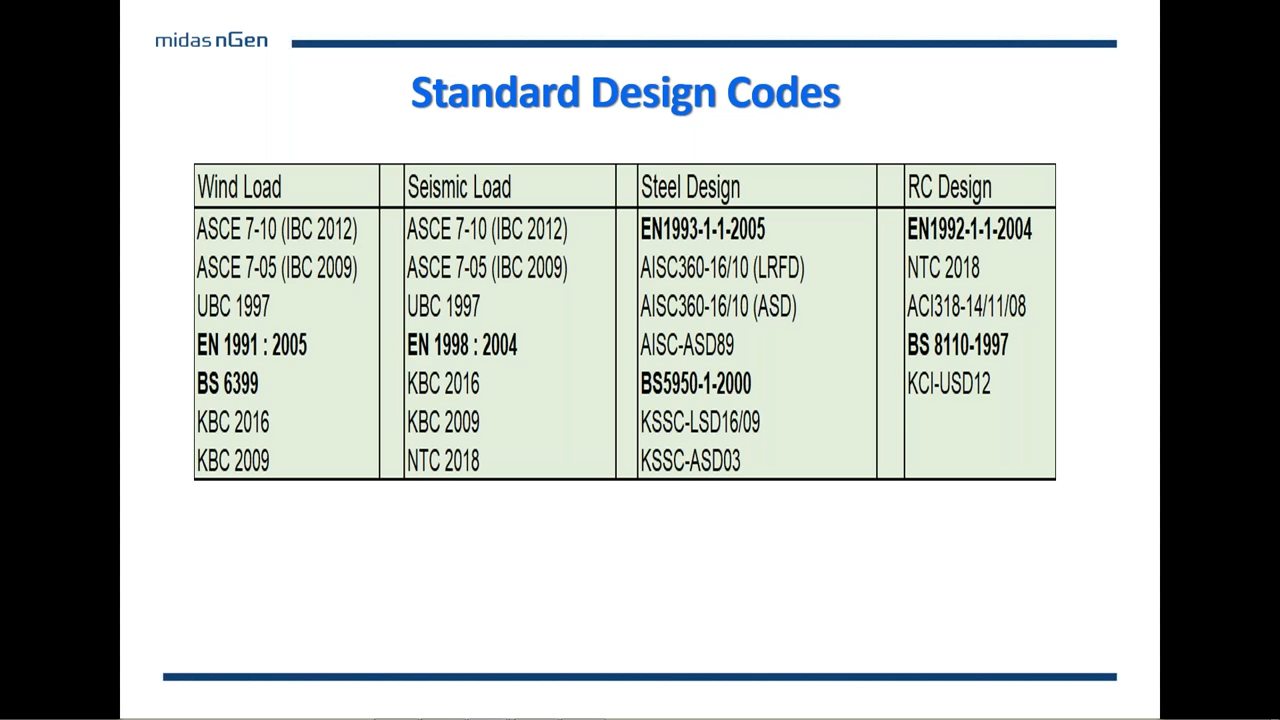 midas nGen
Standard Design Codes
Wind Load Seismic Load Steel Design RC Design
ASCE 7-10 (IBC 2012) ASCE 7-10 (IBC 2012) EN1993-1-1-2005 EN1992-1-1-2004
ASCE 7-05 (IBC 2009) ASCE 7-05 (IBC 2009) AISC360-16/10 (LRFD) NTC 2018
UBC 1997 UBC 1997 AISC360-16/10 (ASD) ACI318-14/11/08
EN 1991 : 2005 EN 1998 : 2004 AISC-ASD89 BS 8110-1997
BS 6399 KBC 2016 BS5950-1-2000 KCI-USD12
KBC 2016 KBC 2009 KSSC-LSD16/09
KBC 2009 NTC 2018 KSSC-ASD03